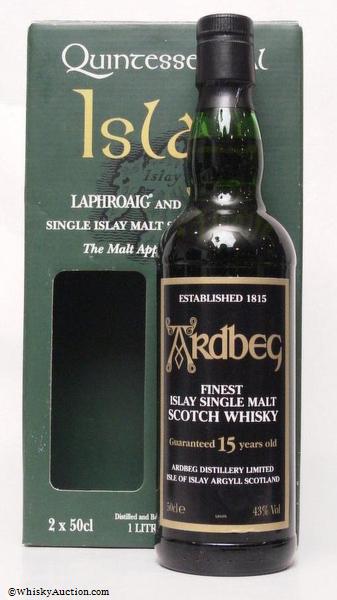 Quintesse al
Isla
Islay
LAPHROAIG® AND
SINGLE ISLAY MALT S
The Malt App
ESTABLISHED 1815
Ardbeg
FINEST
ISLAY SINGLE MALT
SCOTCH WHISKY
Guaranteed 15 years old
ARDBEG DISTILLERY LIMITED
ISLE OF ISLAY ARGYLL SCOTLAND
50cl e 43% Vol
2 x 50cl
Distilled and B
1 LITR
©WhiskyAuction.com